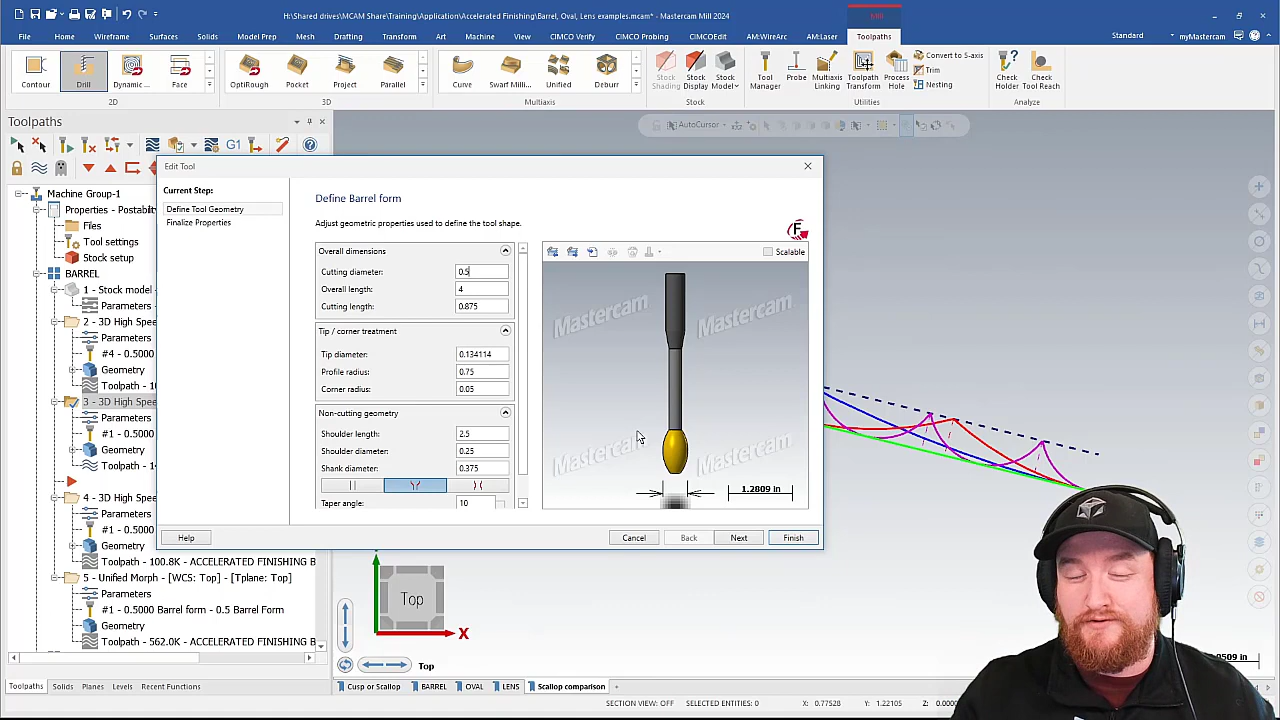 H:\Shared drives\MCAM Share\Training\Application\Accelerated Finishing\Barrel, Oval, Lens examples.mcam* - Mastercam Mill 2024
Mill
File Home Wireframe Surfaces Solids Model Prep Mesh Drafting Transform Art Machine View CIMCO Verify CIMCO Probing CIMCOEdit AM:WireArc AM:Laser Toolpaths Standard myMastercam
Contour Drill Dynamic ... Face
OptiRough Pocket Project Parallel
Curve Swarf Milli... Unified Deburr
Stock Shading Stock Display Stock Model
Tool Manager Probe Multiaxis Linking Toolpath Transform Process Hole
Convert to 5-axis
Trim
Nesting
Check Holder Check Tool Reach
2D 3D Multiaxis Stock Utilities Analyze
Toolpaths
AutoCursor
G1
Machine Group-1
Properties - Postabilit
Files
Tool settings
Stock setup
BARREL
1 - Stock model
Parameters
2 - 3D High Spee
Parameters
#4 - 0.5000
Geometry
Toolpath - 10
3 - 3D High Spee
Parameters
#1 - 0.5000
Geometry
Toolpath - 1
4 - 3D High Spee
Parameters
#1 - 0.5000
Geometry
Toolpath - 100.8K - ACCELERATED FINISHING B
5 - Unified Morph - [WCS: Top] - [Tplane: Top]
Parameters
#1 - 0.5000 Barrel form - 0.5 Barrel Form
Geometry
Toolpath - 562.0K - ACCELERATED FINISHING B
Edit Tool
Current Step:
Define Tool Geometry
Finalize Properties
Define Barrel form
Adjust geometric properties used to define the tool shape.
Overall dimensions
Cutting diameter: 0.5
Overall length: 4
Cutting length: 0.875
Tip / corner treatment
Tip diameter: 0.134114
Profile radius: 0.75
Corner radius: 0.05
Non-cutting geometry
Shoulder length: 2.5
Shoulder diameter: 0.25
Shank diameter: 0.375
Taper angle: 10
Scalable
Mastercam Mastercam
Mastercam Mastercam
1.2809 in
Help Cancel Back Next Finish
Top
X
Top
Toolpaths Solids Planes Levels Recent Functions
Cusp or Scallop BARREL OVAL LENS Scallop comparison +
SECTION VIEW: OFF SELECTED ENTITIES: 0 X: 0.77528 Y: 1.22105 Z: 0.0000